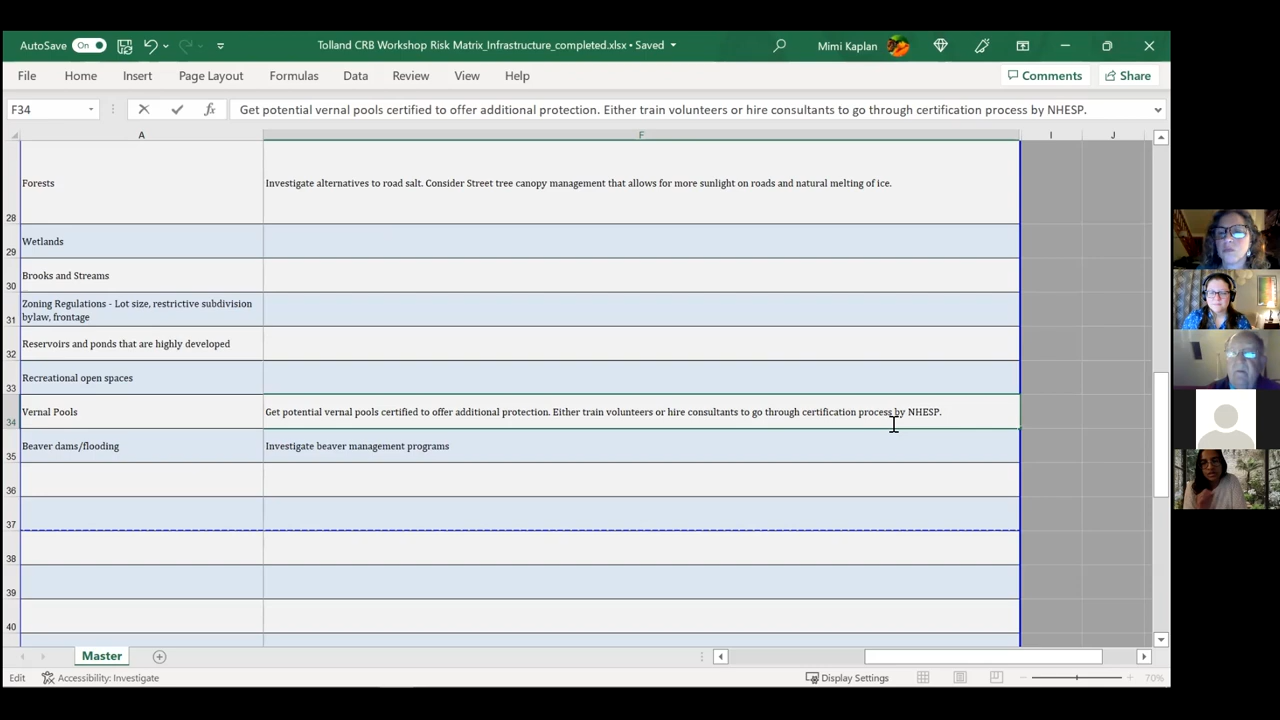 AutoSave On
Tolland CRB Workshop Risk Matrix_Infrastructure_completed.xlsx • Saved
Mimi Kaplan
File Home Insert Page Layout Formulas Data Review View Help
Comments Share
F34 fx Get potential vernal pools certified to offer additional protection. Either train volunteers or hire consultants to go through certification process by NHESP.
A F I J
28 Forests Investigate alternatives to road salt. Consider Street tree canopy management that allows for more sunlight on roads and natural melting of ice.
29 Wetlands
30 Brooks and Streams
Zoning Regulations - Lot size, restrictive subdivision
31 bylaw, frontage
32 Reservoirs and ponds that are highly developed
33 Recreational open spaces
34 Vernal Pools Get potential vernal pools certified to offer additional protection. Either train volunteers or hire consultants to go through certification process by NHESP.
35 Beaver dams/flooding Investigate beaver management programs
36
37
38
39
40
Master
Edit Accessibility: Investigate Display Settings 70%